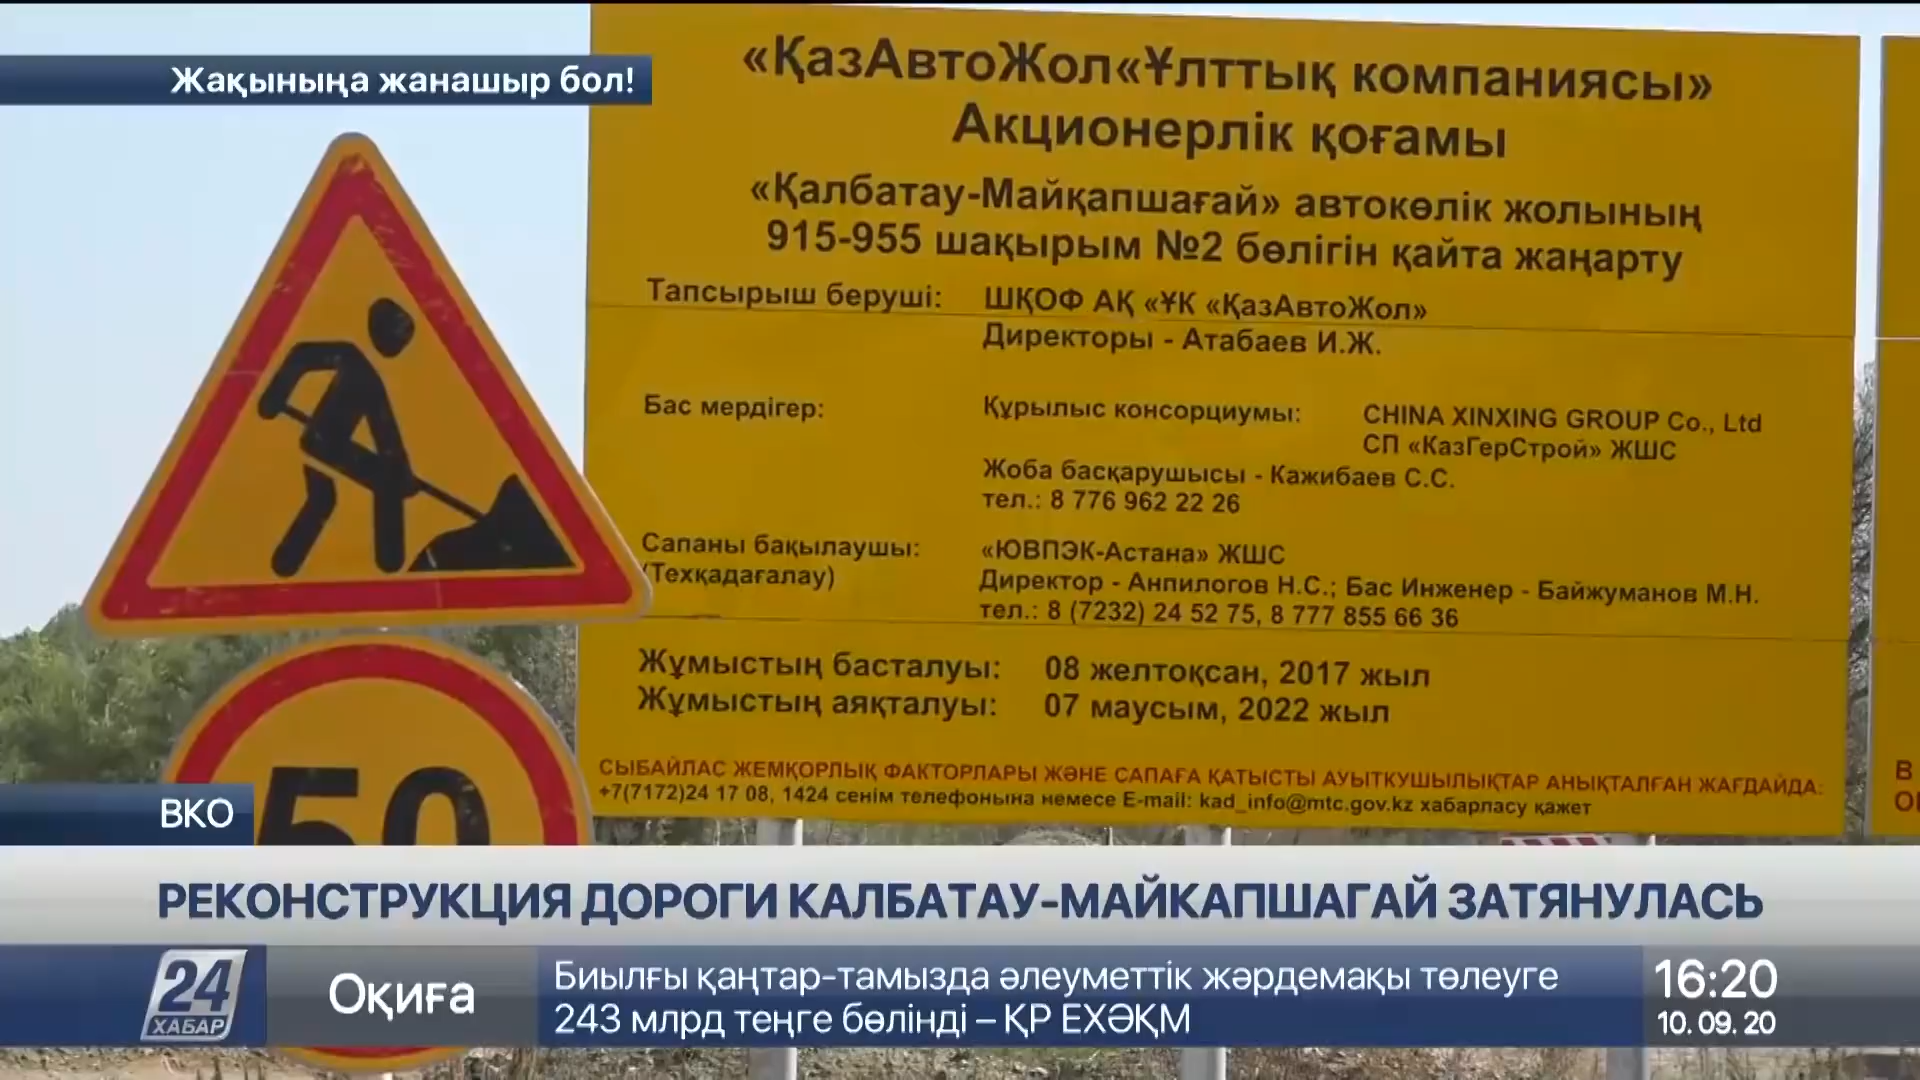 Жақыныңа жанашыр бол!
«ҚазАвтоЖол«Ұлттық компаниясы»
Акционерлік қоғамы
«Қалбатау-Майқапшағай» автокөлік жолының
915-955 шақырым №2 бөлігін қайта жаңарту
Тапсырыш беруші: ШҚОФ АҚ «ҰК «ҚазАвтоЖол»
Директоры - Атабаев И.Ж.
Бас мердігер: Құрылыс консорциумы: CHINA XINXING GROUP Co., Ltd
СП «КазГерСтрой» ЖШС
Жоба басқарушысы - Кажибаев С.С.
тел.: 8 776 962 22 26
Сапаны бақылаушы: «ЮВПЭК-Астана» ЖШС
(Техқадағалау) Директор - Анпилогов Н.С.; Бас Инженер - Байжуманов М.Н.
тел.: 8 (7232) 24 52 75, 8 777 855 66 36
Жұмыстың басталуы: 08 желтоқсан, 2017 жыл
Жұмыстың аяқталуы: 07 маусым, 2022 жыл
СЫБАЙЛАС ЖЕМҚОРЛЫҚ ФАКТОРЛАРЫ ЖӘНЕ САПАҒА ҚАТЫСТЫ АУЫТКУШЫЛЫҚТАР АНЫҚТАЛҒАН ЖАҒДАЙДА:
+7(7172)24 17 08, 1424 сенім телефонына немесе E-mail: kad_info@mtc.gov.kz хабарласу қажет
50
ВКО
РЕКОНСТРУКЦИЯ ДОРОГИ КАЛБАТАУ-МАЙКАПШАГАЙ ЗАТЯНУЛАСЬ
24
ХАБАР
Оқиға
Биылғы қаңтар-тамызда әлеуметтік жәрдемақы төлеуге
243 млрд теңге бөлінді – ҚР ЕХӘҚМ
16:20
10. 09. 20